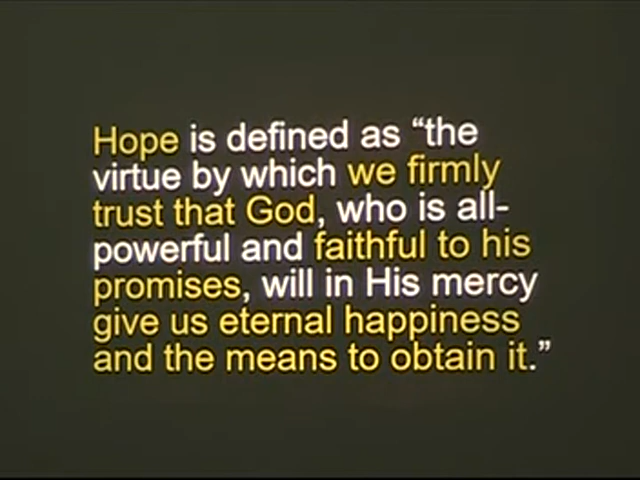 Hope is defined as “the
virtue by which we firmly
trust that God, who is all-
powerful and faithful to his
promises, will in His mercy
give us eternal happiness
and the means to obtain it.”